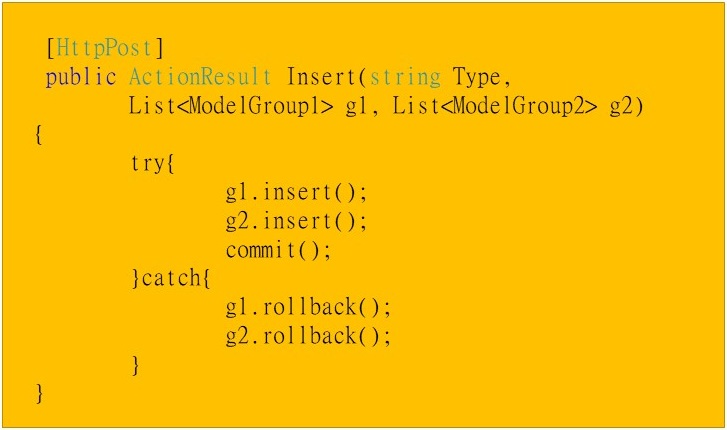 [HttpPost]
public ActionResult Insert(string Type,
List<ModelGroup1> g1, List<ModelGroup2> g2)
{
try{
g1.insert();
g2.insert();
commit();
}catch{
g1.rollback();
g2.rollback();
}
}